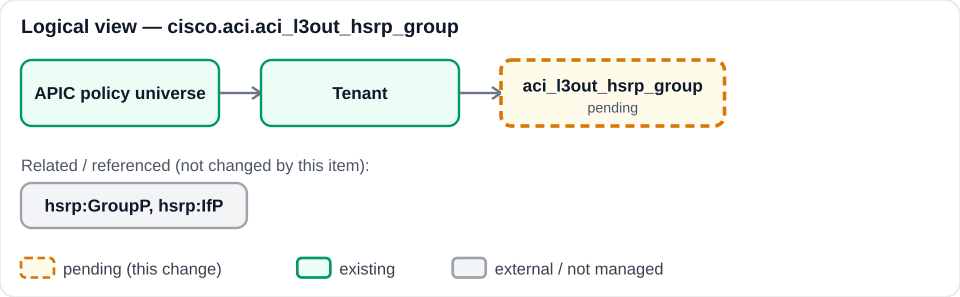 Logical view — cisco.aci.aci_l3out_hsrp_group
APIC policy universe
Tenant
aci_l3out_hsrp_group
pending
Related / referenced (not changed by this item):
hsrp:GroupP, hsrp:IfP
pending (this change)
existing
external / not managed